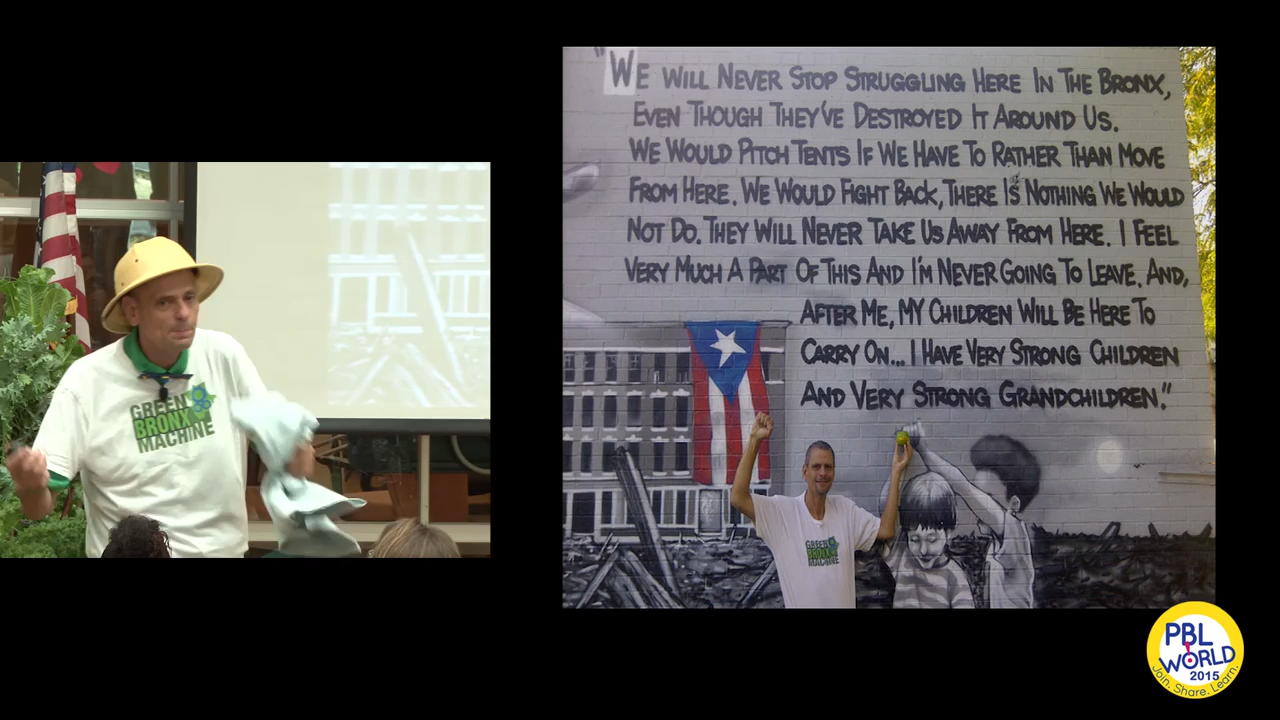 "WE WILL NEVER STOP STRUGGLING HERE IN THE BRONX,
EVEN THOUGH THEY'VE DESTROYED IT AROUND US.
WE WOULD PITCH TENTS IF WE HAVE TO RATHER THAN MOVE
FROM HERE. WE WOULD FIGHT BACK, THERE IS NOTHING WE WOULD
NOT DO. THEY WILL NEVER TAKE US AWAY FROM HERE. I FEEL
VERY MUCH A PART OF THIS AND I'M NEVER GOING TO LEAVE. AND,
AFTER ME, MY CHILDREN WILL BE HERE TO
CARRY ON... I HAVE VERY STRONG CHILDREN
AND VERY STRONG GRANDCHILDREN."
GREEN
BRONX
MACHINE
GREEN
BRONX
MACHINE
PBL
WORLD
2015
Join. Share. Learn.